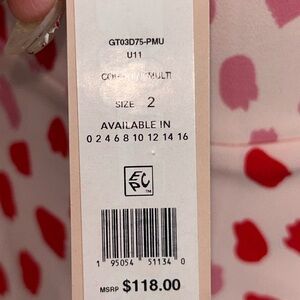 GT03D75-PMU
U11
MULTI
SIZE 2
AVAILABLE IN
0 2 4 6 8 10 12 14 16
EPC
1 95054 51134 0
MSRP $118.00